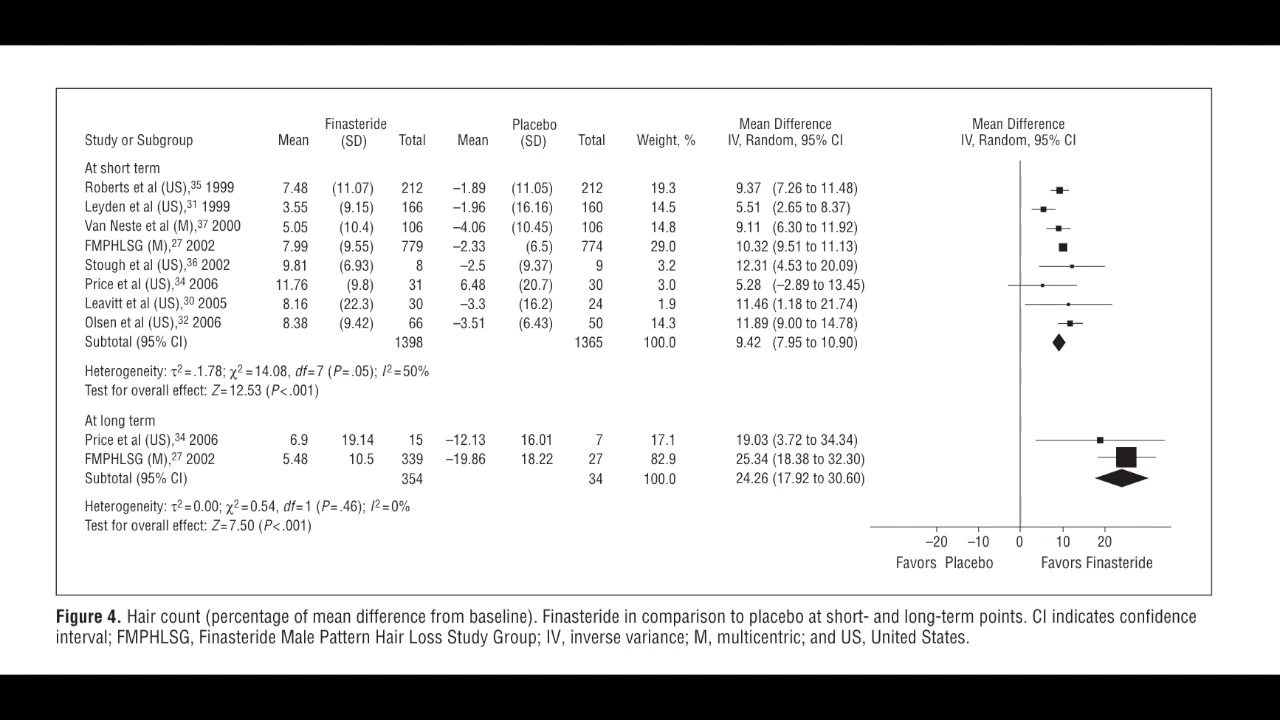 Finasteride Placebo Mean Difference Mean Difference
Study or Subgroup Mean (SD) Total Mean (SD) Total Weight, % IV, Random, 95% CI IV, Random, 95% CI
At short term
Roberts et al (US),35 1999 7.48 (11.07) 212 –1.89 (11.05) 212 19.3 9.37 (7.26 to 11.48)
Leyden et al (US),31 1999 3.55 (9.15) 166 –1.96 (16.16) 160 14.5 5.51 (2.65 to 8.37)
Van Neste et al (M),37 2000 5.05 (10.4) 106 –4.06 (10.45) 106 14.8 9.11 (6.30 to 11.92)
FMPHLSG (M),27 2002 7.99 (9.55) 779 –2.33 (6.5) 774 29.0 10.32 (9.51 to 11.13)
Stough et al (US),36 2002 9.81 (6.93) 8 –2.5 (9.37) 9 3.2 12.31 (4.53 to 20.09)
Price et al (US),34 2006 11.76 (9.8) 31 6.48 (20.7) 30 3.0 5.28 (–2.89 to 13.45)
Leavitt et al (US),30 2005 8.16 (22.3) 30 –3.3 (16.2) 24 1.9 11.46 (1.18 to 21.74)
Olsen et al (US),32 2006 8.38 (9.42) 66 –3.51 (6.43) 50 14.3 11.89 (9.00 to 14.78)
Subtotal (95% CI) 1398 1365 100.0 9.42 (7.95 to 10.90)
Heterogeneity: τ2=.1.78; χ2=14.08, df=7 (P=.05); I2=50%
Test for overall effect: Z=12.53 (P<.001)
At long term
Price et al (US),34 2006 6.9 19.14 15 –12.13 16.01 7 17.1 19.03 (3.72 to 34.34)
FMPHLSG (M),27 2002 5.48 10.5 339 –19.86 18.22 27 82.9 25.34 (18.38 to 32.30)
Subtotal (95% CI) 354 34 100.0 24.26 (17.92 to 30.60)
Heterogeneity: τ2=0.00; χ2=0.54, df=1 (P=.46); I2=0%
Test for overall effect: Z=7.50 (P<.001)
–20 –10 0 10 20
Favors Placebo Favors Finasteride
Figure 4. Hair count (percentage of mean difference from baseline). Finasteride in comparison to placebo at short- and long-term points. CI indicates confidence
interval; FMPHLSG, Finasteride Male Pattern Hair Loss Study Group; IV, inverse variance; M, multicentric; and US, United States.